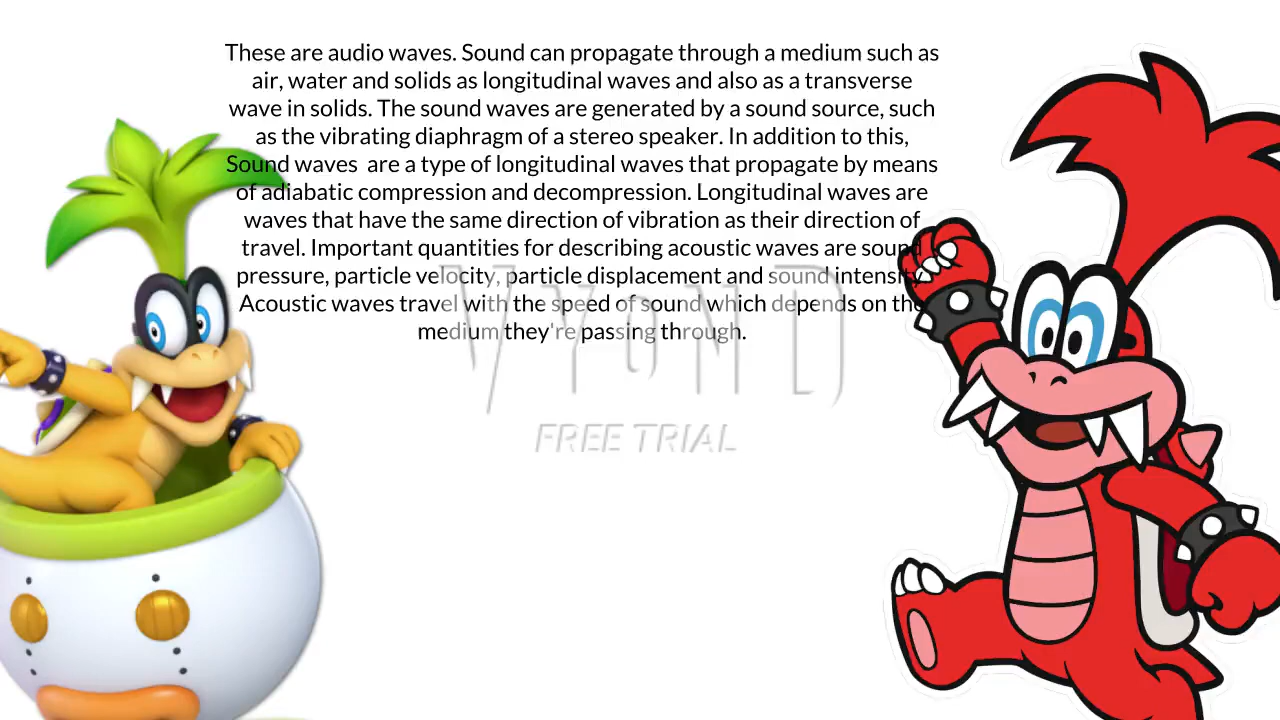 These are audio waves. Sound can propagate through a medium such as
air, water and solids as longitudinal waves and also as a transverse
wave in solids. The sound waves are generated by a sound source, such
as the vibrating diaphragm of a stereo speaker. In addition to this,
Sound waves  are a type of longitudinal waves that propagate by means
of adiabatic compression and decompression. Longitudinal waves are
waves that have the same direction of vibration as their direction of
travel. Important quantities for describing acoustic waves are sound
pressure, particle velocity, particle displacement and sound intensity.
Acoustic waves travel with the speed of sound which depends on the
medium they're passing through.
VYOND
FREE TRIAL